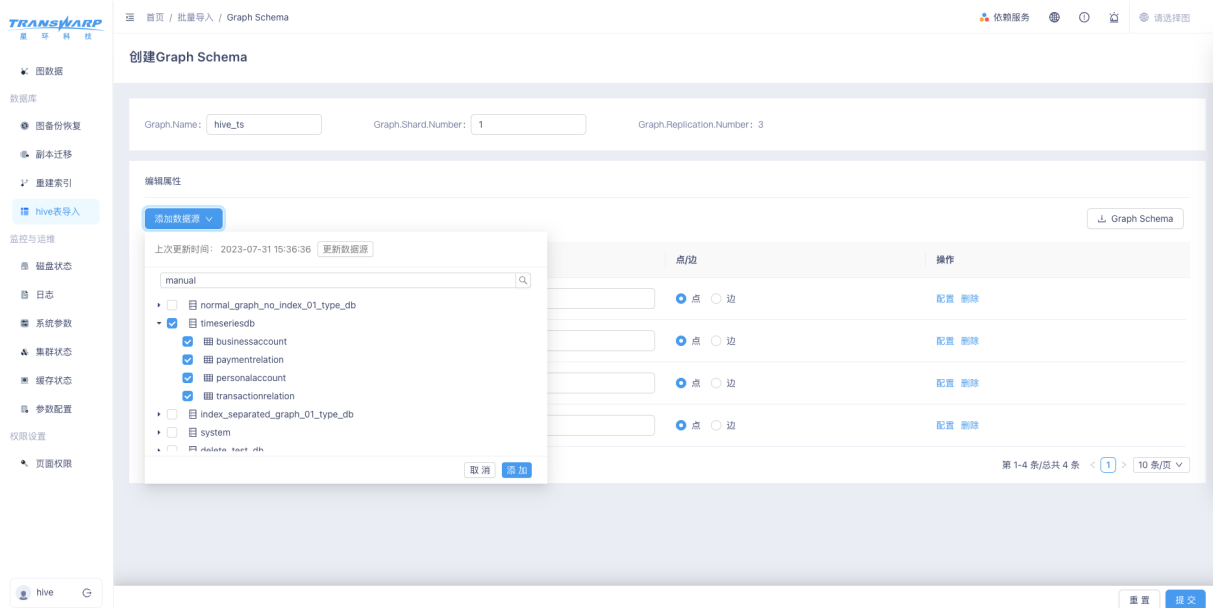 TRANSWARP
星环科技
首页 / 批量导入 / Graph Schema
依赖服务
请选择图
创建Graph Schema
图数据
数据库
图备份恢复
副本迁移
重建索引
hive表导入
监控与运维
磁盘状态
日志
系统参数
集群状态
缓存状态
参数配置
权限设置
页面权限
hive
Graph.Name: hive_ts
Graph.Shard.Number: 1
Graph.Replication.Number: 3
编辑属性
添加数据源
Graph Schema
上次更新时间: 2023-07-31 15:36:36 更新数据源
manual
normal_graph_no_index_01_type_db
timeseriesdb
businessaccount
paymentrelation
personalaccount
transactionrelation
index_separated_graph_01_type_db
system
delete_test_db
取消 添加
点/边 操作
点 边 配置 删除
点 边 配置 删除
点 边 配置 删除
点 边 配置 删除
第 1-4 条/总共 4 条 < 1 > 10 条/页
重置 提交